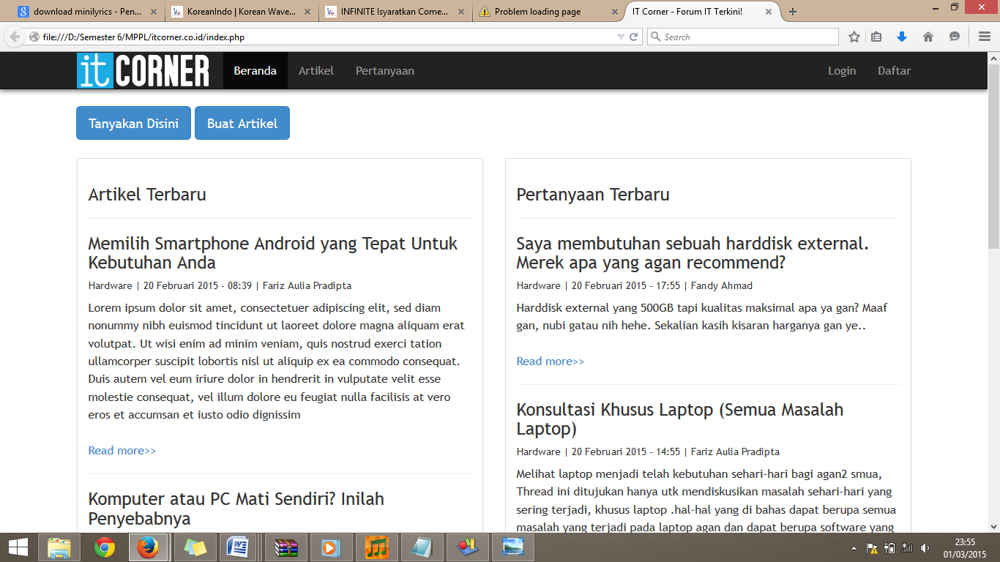 download minilyrics - Pen...
KoreanIndo | Korean Wave...
INFINITE Isyaratkan Come...
Problem loading page
IT Corner - Forum IT Terkini!
file:///D:/Semester 6/MPPL/itcorner.co.id/index.php
Search
it CORNER
Beranda
Artikel
Pertanyaan
Login
Daftar
Tanyakan Disini
Buat Artikel
Artikel Terbaru
Memilih Smartphone Android yang Tepat Untuk
Kebutuhan Anda
Hardware | 20 Februari 2015 - 08:39 | Fariz Aulia Pradipta
Lorem ipsum dolor sit amet, consectetuer adipiscing elit, sed diam
nonummy nibh euismod tincidunt ut laoreet dolore magna aliquam erat
volutpat. Ut wisi enim ad minim veniam, quis nostrud exerci tation
ullamcorper suscipit lobortis nisl ut aliquip ex ea commodo consequat.
Duis autem vel eum iriure dolor in hendrerit in vulputate velit esse
molestie consequat, vel illum dolore eu feugiat nulla facilisis at vero
eros et accumsan et iusto odio dignissim
Read more>>
Komputer atau PC Mati Sendiri? Inilah
Penyebabnya
Pertanyaan Terbaru
Saya membutuhan sebuah harddisk external.
Merek apa yang agan recommend?
Hardware | 20 Februari 2015 - 17:55 | Fandy Ahmad
Harddisk external yang 500GB tapi kualitas maksimal apa ya gan? Maaf
gan, nubi gatau nih hehe. Sekalian kasih kisaran harganya gan ye..
Read more>>
Konsultasi Khusus Laptop (Semua Masalah
Laptop)
Hardware | 20 Februari 2015 - 14:55 | Fariz Aulia Pradipta
Melihat laptop menjadi telah kebutuhan sehari-hari bagi agan2 smua,
Thread ini ditujukan hanya utk mendiskusikan masalah sehari-hari yang
sering terjadi, khusus laptop .hal-hal yang di bahas dapat berupa semua
masalah yang terjadi pada laptop agan dan dapat berupa software yang
23:55
01/03/2015